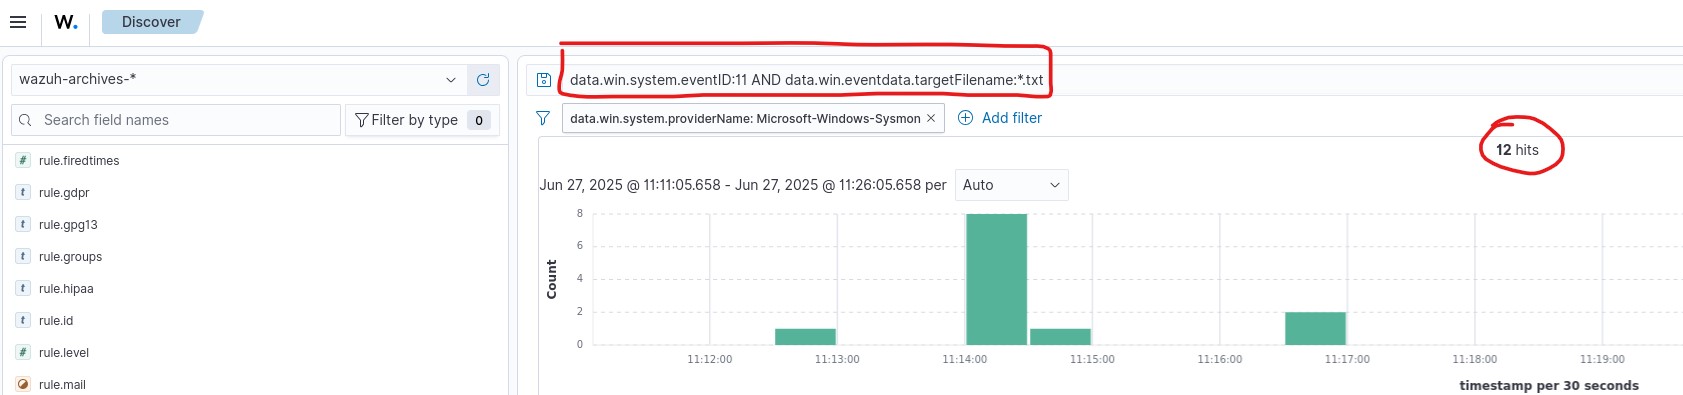 W. Discover
wazuh-archives-*
data.win.system.eventID:11 AND data.win.eventdata.targetFilename:*.txt
Search field names
Filter by type 0
data.win.system.providerName: Microsoft-Windows-Sysmon ×
Add filter
# rule.firedtimes
t rule.gdpr
t rule.gpg13
t rule.groups
t rule.hipaa
t rule.id
# rule.level
rule.mail
12 hits
Jun 27, 2025 @ 11:11:05.658 - Jun 27, 2025 @ 11:26:05.658 per Auto
Count
8
6
4
2
0
11:12:00 11:13:00 11:14:00 11:15:00 11:16:00 11:17:00 11:18:00 11:19:00
timestamp per 30 seconds